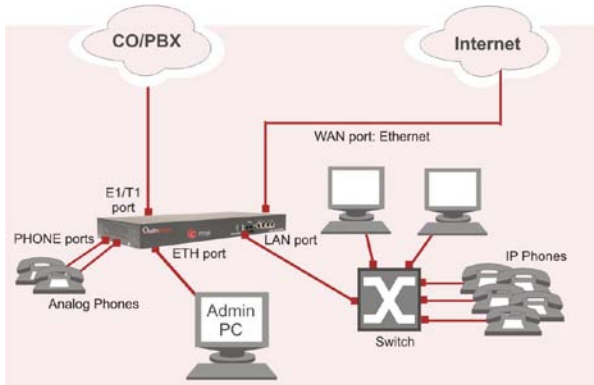 CO/PBX
Internet
WAN port: Ethernet
E1/T1
port
PHONE ports
ETH port
LAN port
Analog Phones
Admin
PC
IP Phones
Switch